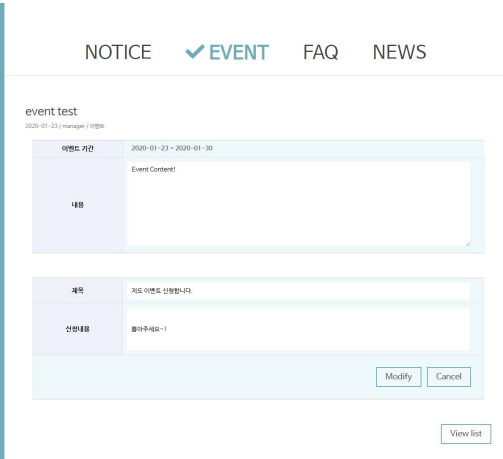 NOTICE EVENT FAQ NEWS
event test
2020-01-23 / manager / 이벤트
이벤트 기간 2020-01-23 ~ 2020-01-30
내용 Event Content!
제목 저도 이벤트 신청합니다.
신청내용 뽑아주세요~!
Modify Cancel
View list